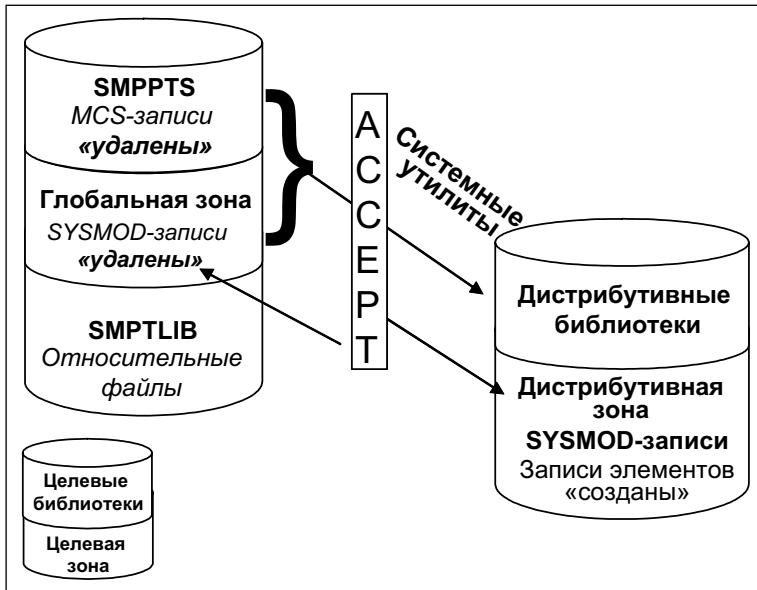 SMPPTS
MCS-записи
«удалены»
Глобальная зона
SYSMOD-записи
«удалены»
SMPTLIB
Относительные
файлы
ACCEPT
Системные
утилиты
Дистрибутивные
библиотеки
Дистрибутивная
зона
SYSMOD-записи
Записи элементов
«созданы»
Целевые
библиотеки
Целевая
зона